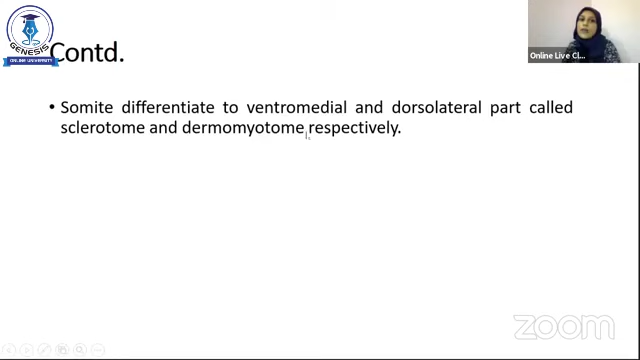 GENESIS
ONLINE UNIVERSITY
Contd.
Online Live Cl...
• Somite differentiate to ventromedial and dorsolateral part called
sclerotome and dermomyotome respectively.
zoom